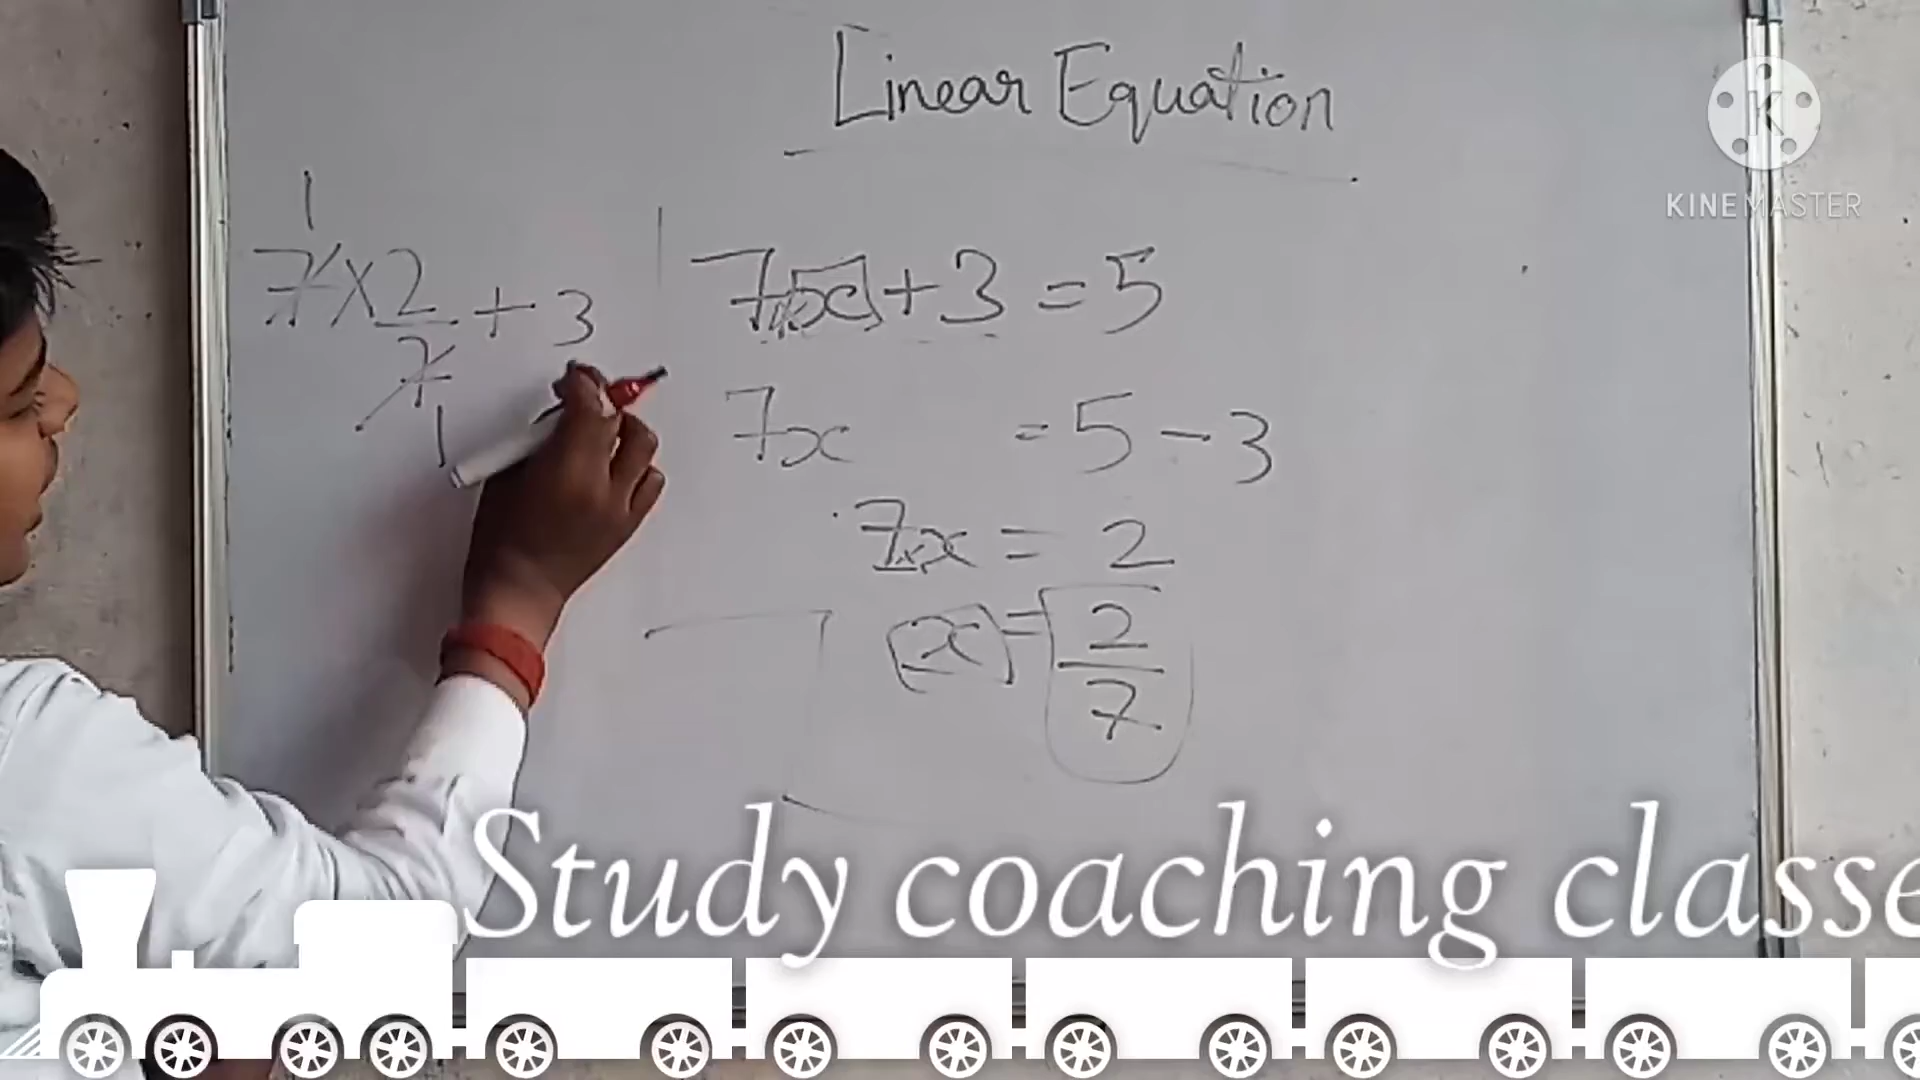 Linear Equation
K
KINEMASTER
1
7 × 2/7 + 3
1
7x + 3 = 5
7x = 5 - 3
7×x = 2
x = 2/7
Study coaching classe